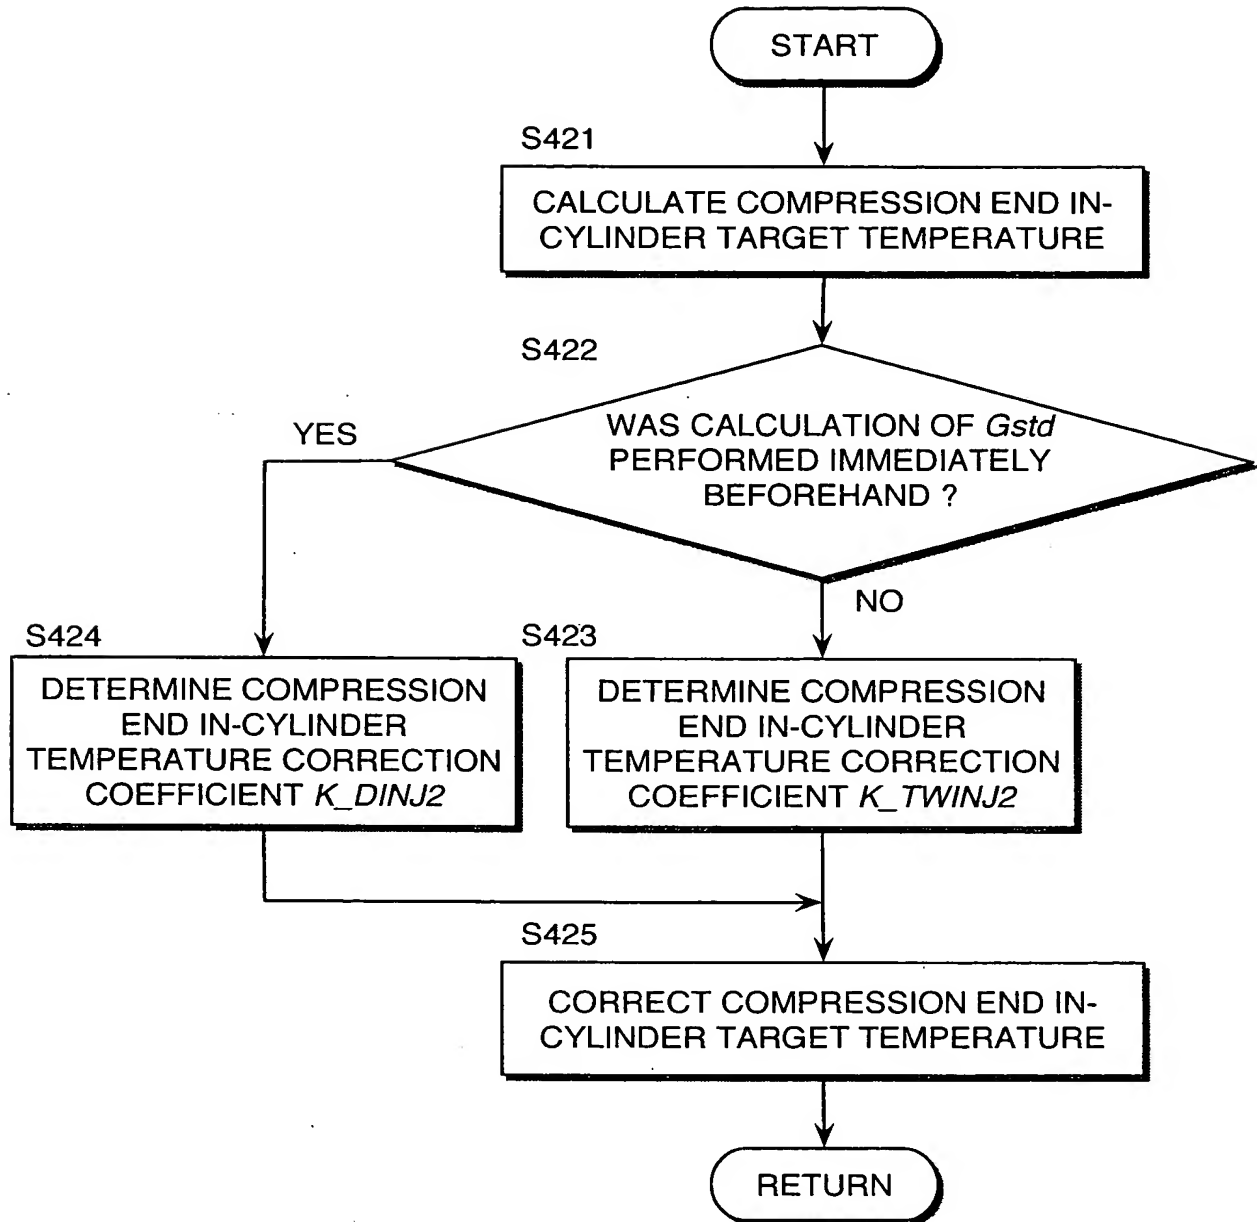 START
S421
CALCULATE COMPRESSION END IN-
CYLINDER TARGET TEMPERATURE
S422
WAS CALCULATION OF Gstd
PERFORMED IMMEDIATELY
BEFOREHAND ?
YES
NO
S424
DETERMINE COMPRESSION
END IN-CYLINDER
TEMPERATURE CORRECTION
COEFFICIENT K_DINJ2
S423
DETERMINE COMPRESSION
END IN-CYLINDER
TEMPERATURE CORRECTION
COEFFICIENT K_TWINJ2
S425
CORRECT COMPRESSION END IN-
CYLINDER TARGET TEMPERATURE
RETURN